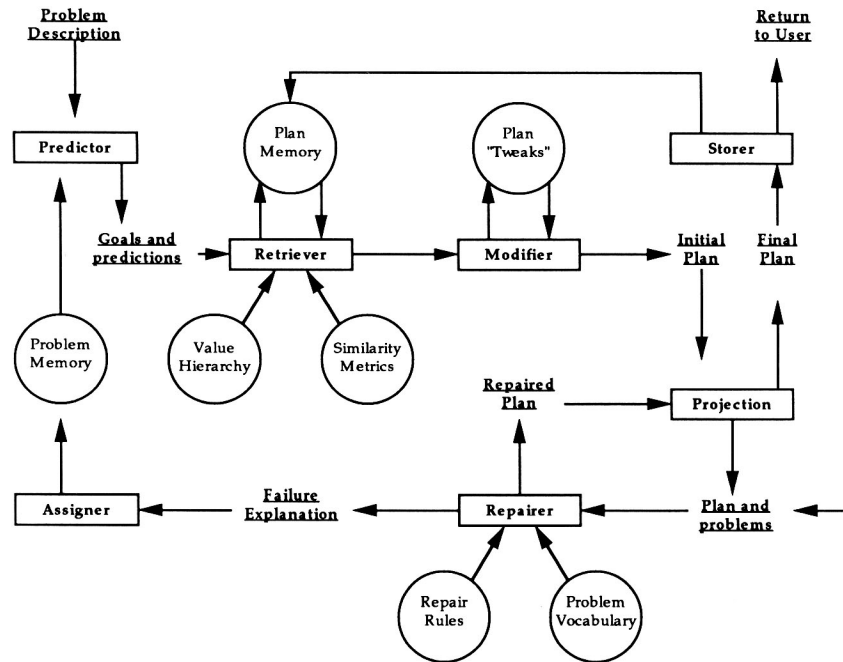 Problem
Description
Return
to User
Plan
Memory
Plan
"Tweaks"
Predictor
Storer
Goals and
predictions
Retriever
Modifier
Initial
Plan
Final
Plan
Problem
Memory
Value
Hierarchy
Similarity
Metrics
Repaired
Plan
Projection
Assigner
Failure
Explanation
Repairer
Plan and
problems
Repair
Rules
Problem
Vocabulary